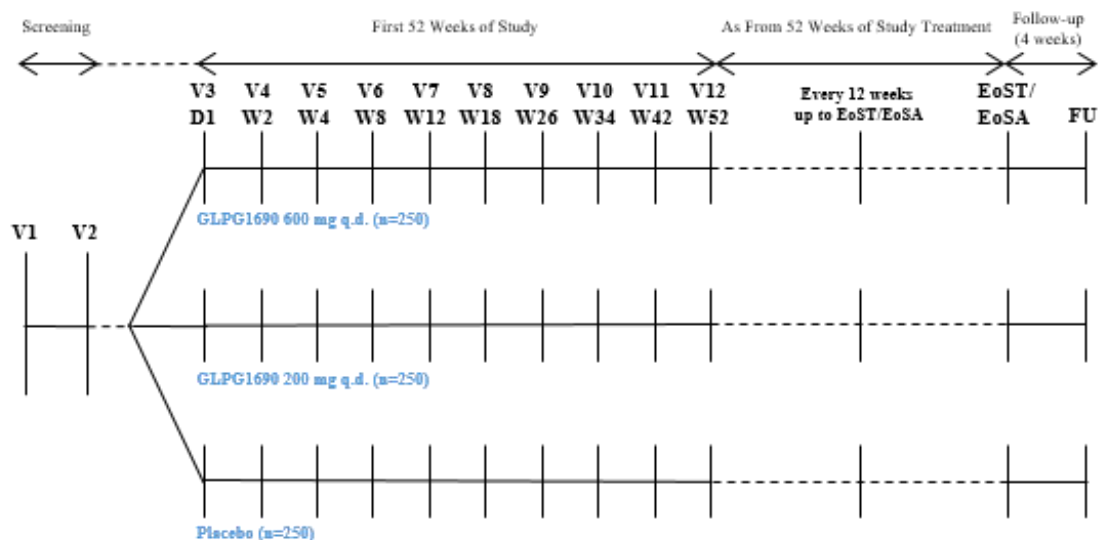 Screening
First 52 Weeks of Study
As From 52 Weeks of Study Treatment
Follow-up
(4 weeks)
V3 V4 V5 V6 V7 V8 V9 V10 V11 V12
D1 W2 W4 W8 W12 W18 W26 W34 W42 W52
Every 12 weeks
up to EoST/EoSA
EoST/
EoSA
FU
GLPG1690 600 mg q.d. (n=250)
V1 V2
GLPG1690 200 mg q.d. (n=250)
Placebo (n=250)